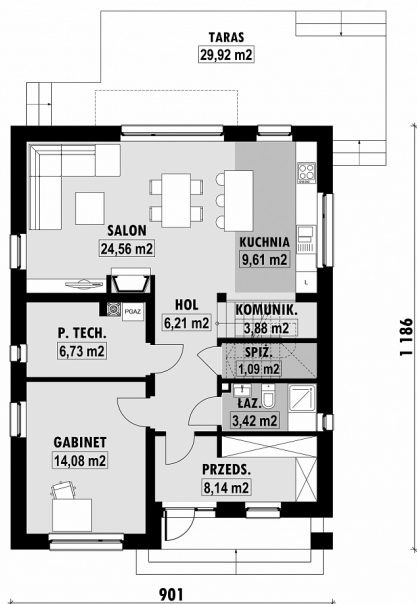 TARAS
29,92 m2
SALON
24,56 m2
KUCHNIA
9,61 m2
L
HOL
6,21 m2
KOMUNIK.
3,88 m2
PGAZ
P. TECH.
6,73 m2
SPIŻ.
1,09 m2
ŁAZ.
3,42 m2
GABINET
14,08 m2
PRZEDS.
8,14 m2
1 186
901